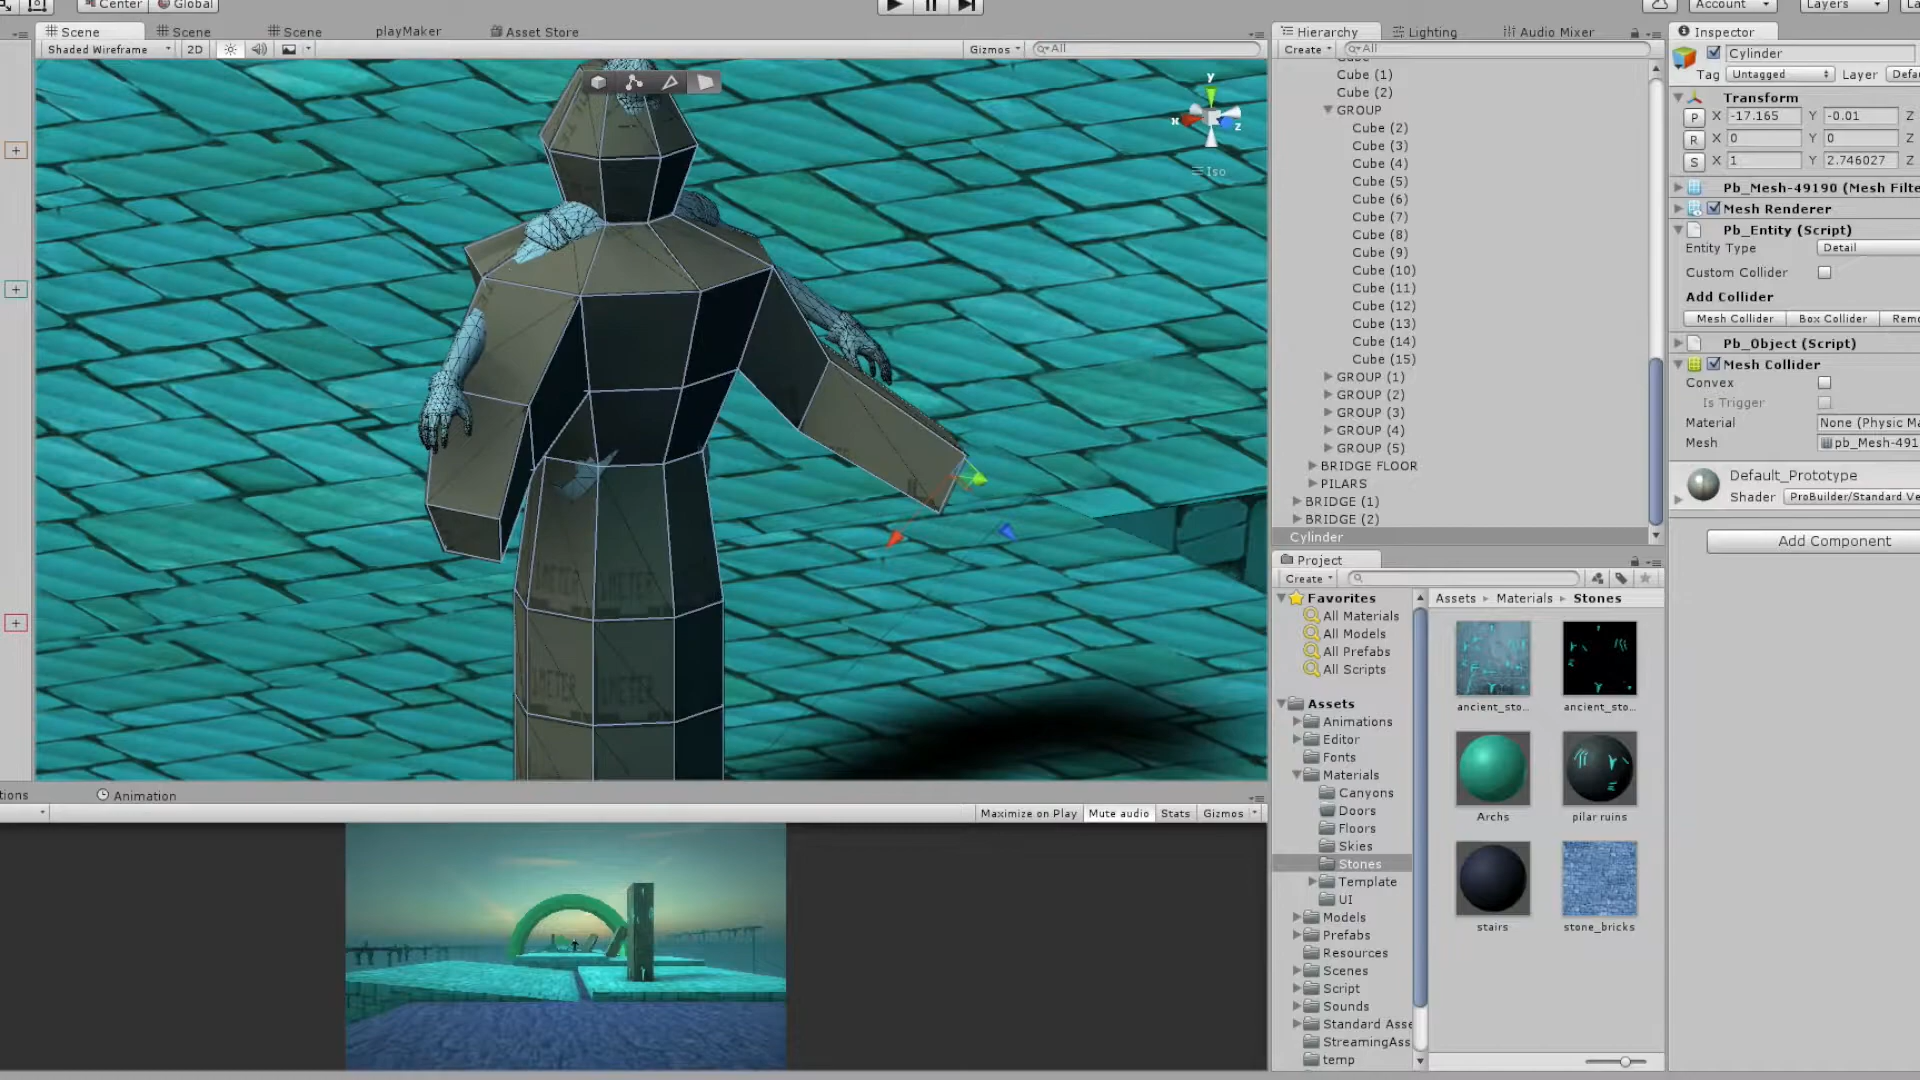 Center
Global
Account
Layers
Scene
Scene
Scene
playMaker
Asset Store
Hierarchy
Lighting
Audio Mixer
Inspector
Shaded Wireframe
2D
Gizmos
All
Create
All
Cylinder
Tag
Untagged
Layer
Cube (1)
Cube (2)
GROUP
Cube (2)
Cube (3)
Cube (4)
Cube (5)
Cube (6)
Cube (7)
Cube (8)
Cube (9)
Cube (10)
Cube (11)
Cube (12)
Cube (13)
Cube (14)
Cube (15)
GROUP (1)
GROUP (2)
GROUP (3)
GROUP (4)
GROUP (5)
BRIDGE FLOOR
PILARS
BRIDGE (1)
BRIDGE (2)
Cylinder
Transform
P X -17.165 Y -0.01 Z
R X 0 Y 0 Z
S X 1 Y 2.746027 Z
Pb_Mesh-49190 (Mesh Filte
Mesh Renderer
Pb_Entity (Script)
Entity Type Detail
Custom Collider
Add Collider
Mesh Collider Box Collider Remo
Pb_Object (Script)
Mesh Collider
Convex
Is Trigger
Material None (Physic Ma
Mesh pb_Mesh-491
Default_Prototype
Shader ProBuilder/Standard Ve
Add Component
y
x
z
Iso
METER
Project
Create
Favorites
All Materials
All Models
All Prefabs
All Scripts
Assets
Animations
Editor
Fonts
Materials
Canyons
Doors
Floors
Skies
Stones
Template
UI
Models
Prefabs
Resources
Scenes
Script
Sounds
Standard Asse
StreamingAss
temp
Assets Materials Stones
ancient_sto...
ancient_sto...
Archs
pilar ruins
stairs
stone_bricks
tions
Animation
Maximize on Play Mute audio Stats Gizmos